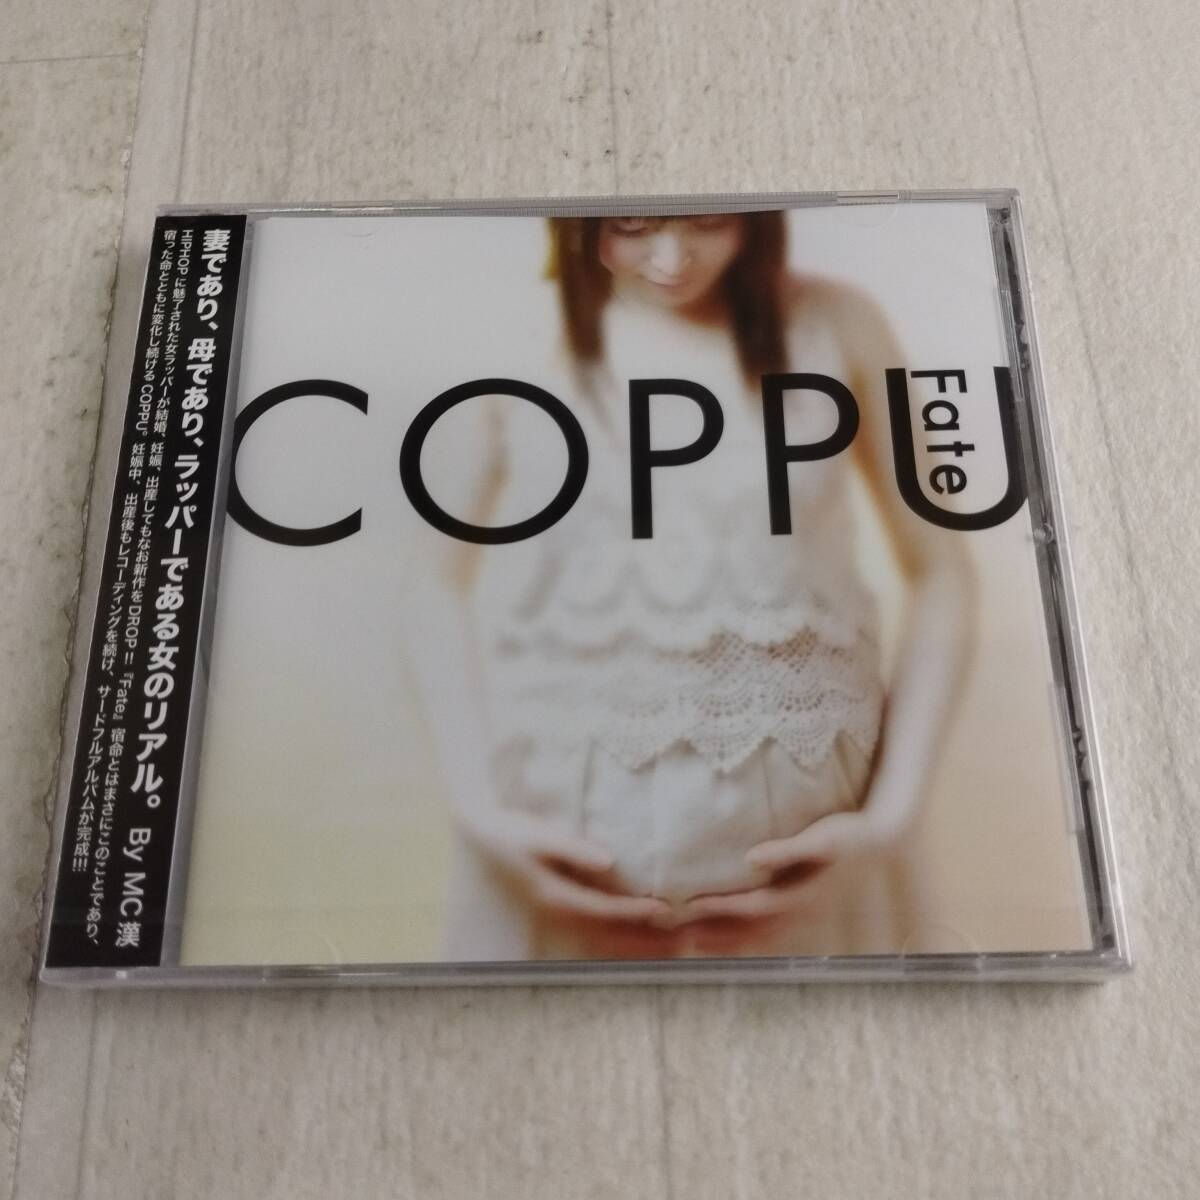 妻であり、母であり、ラッパーである女のリアル。 By MC 漢
HIPHOPに魅了された女ラッパーが結婚、妊娠、出産してもなお新作をDROP!!『Fate』宿命とはまさにこのことであり、
宿った命とともに変化し続けるCOPPU。妊娠中、出産後もレコーディングを続け、サードフルアルバムが完成!!!
COPPU
Fate